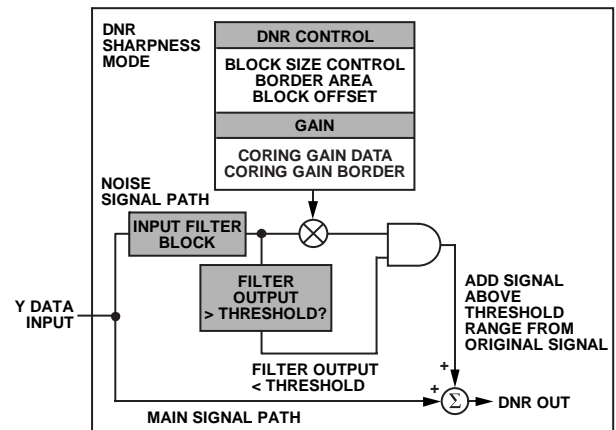 DNR
SHARPNESS
MODE
DNR CONTROL
BLOCK SIZE CONTROL
BORDER AREA
BLOCK OFFSET
GAIN
CORING GAIN DATA
CORING GAIN BORDER
NOISE
SIGNAL PATH
INPUT FILTER
BLOCK
FILTER
OUTPUT
> THRESHOLD?
Y DATA
INPUT
FILTER OUTPUT
< THRESHOLD
ADD SIGNAL
ABOVE
THRESHOLD
RANGE FROM
ORIGINAL SIGNAL
+
+
Σ
DNR OUT
MAIN SIGNAL PATH